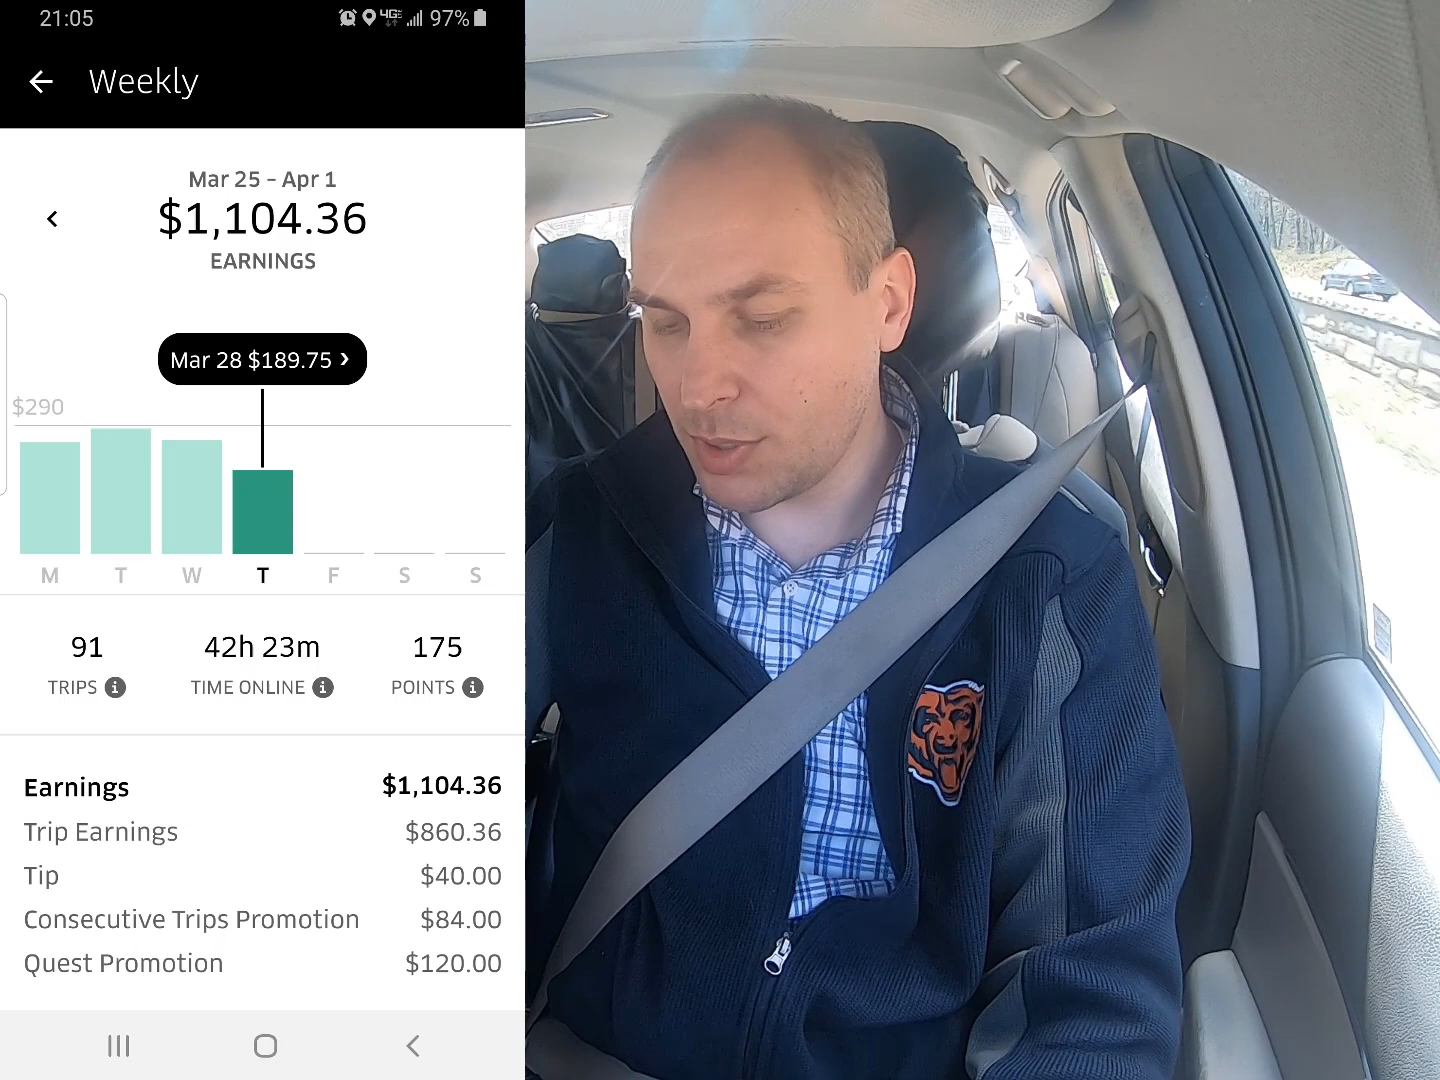 21:05 4GE 97%
Weekly
Mar 25 - Apr 1
$1,104.36
EARNINGS
Mar 28 $189.75
$290
M T W T F S S
91 42h 23m 175
TRIPS TIME ONLINE POINTS
Earnings $1,104.36
Trip Earnings $860.36
Tip $40.00
Consecutive Trips Promotion $84.00
Quest Promotion $120.00